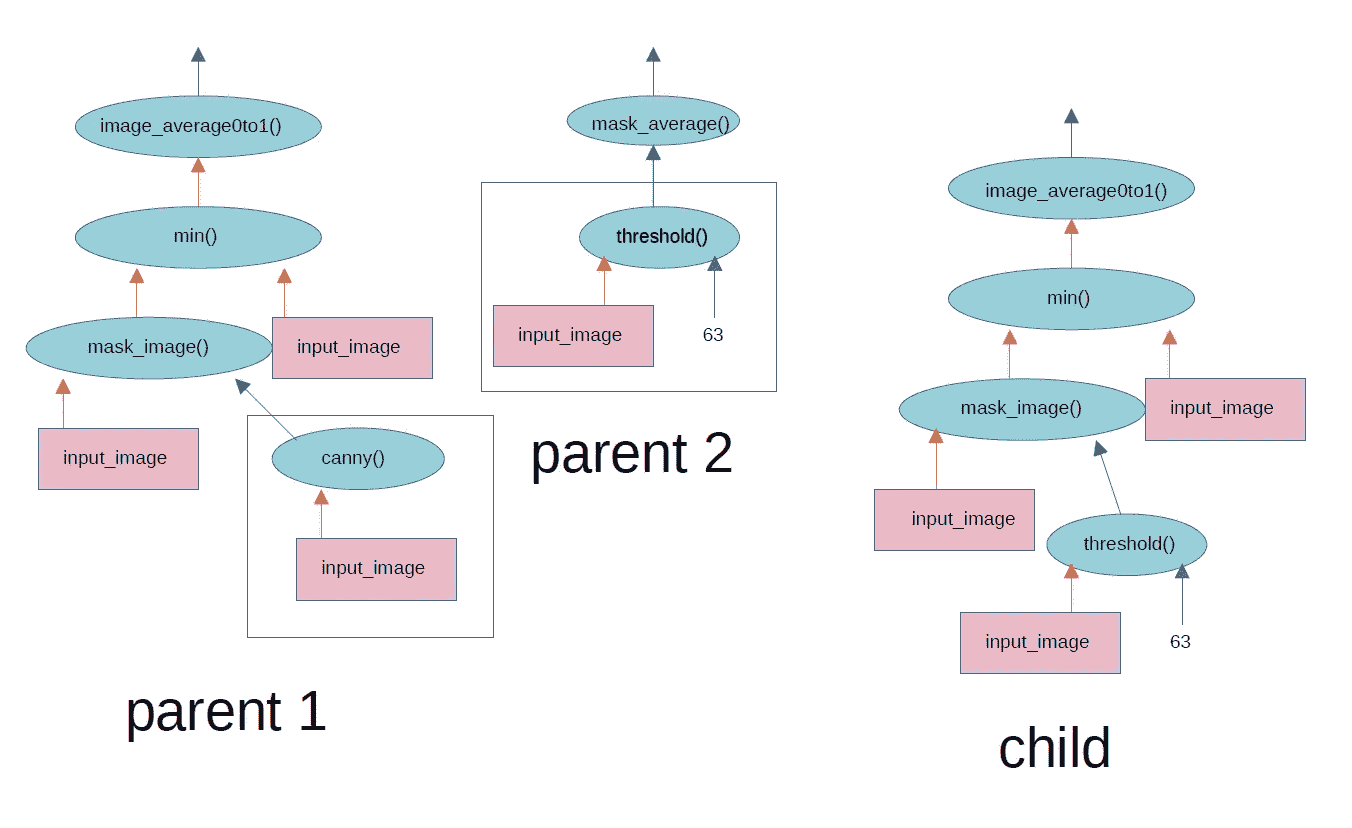 image_average0to1()
min()
mask_image()
input_image
input_image
canny()
input_image
parent 1
mask_average()
threshold()
input_image
63
parent 2
image_average0to1()
min()
mask_image()
input_image
input_image
threshold()
input_image
63
child